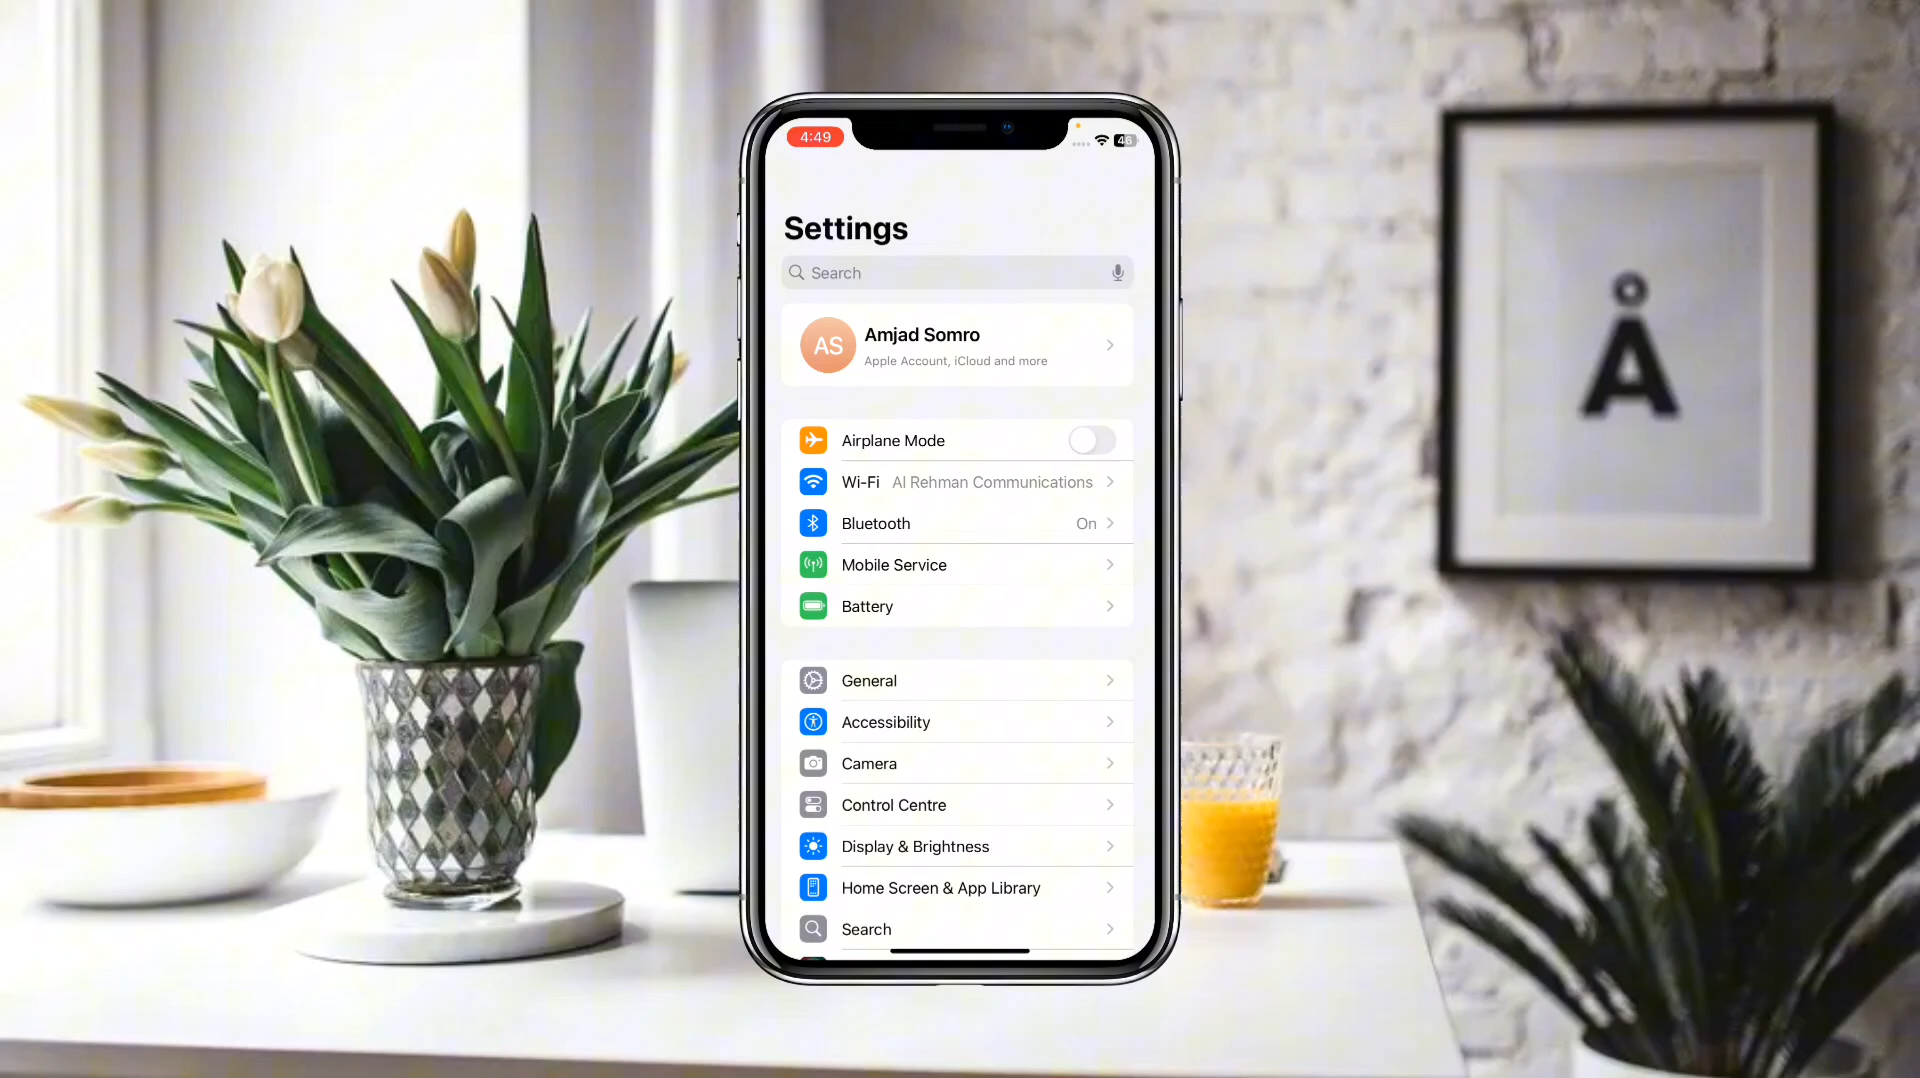 4:49
46
Settings
Search
AS
Amjad Somro
Apple Account, iCloud and more
Airplane Mode
Wi-Fi Al Rehman Communications
Bluetooth On
Mobile Service
Battery
General
Accessibility
Camera
Control Centre
Display & Brightness
Home Screen & App Library
Search
Å